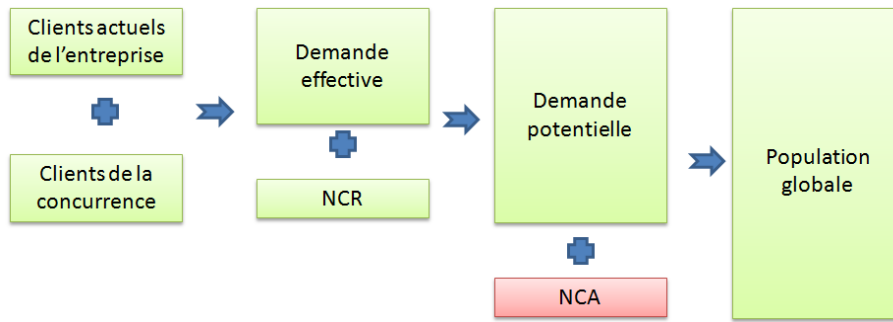 Clients actuels
de l'entreprise
Clients de la
concurrence
Demande
effective
NCR
Demande
potentielle
NCA
Population
globale